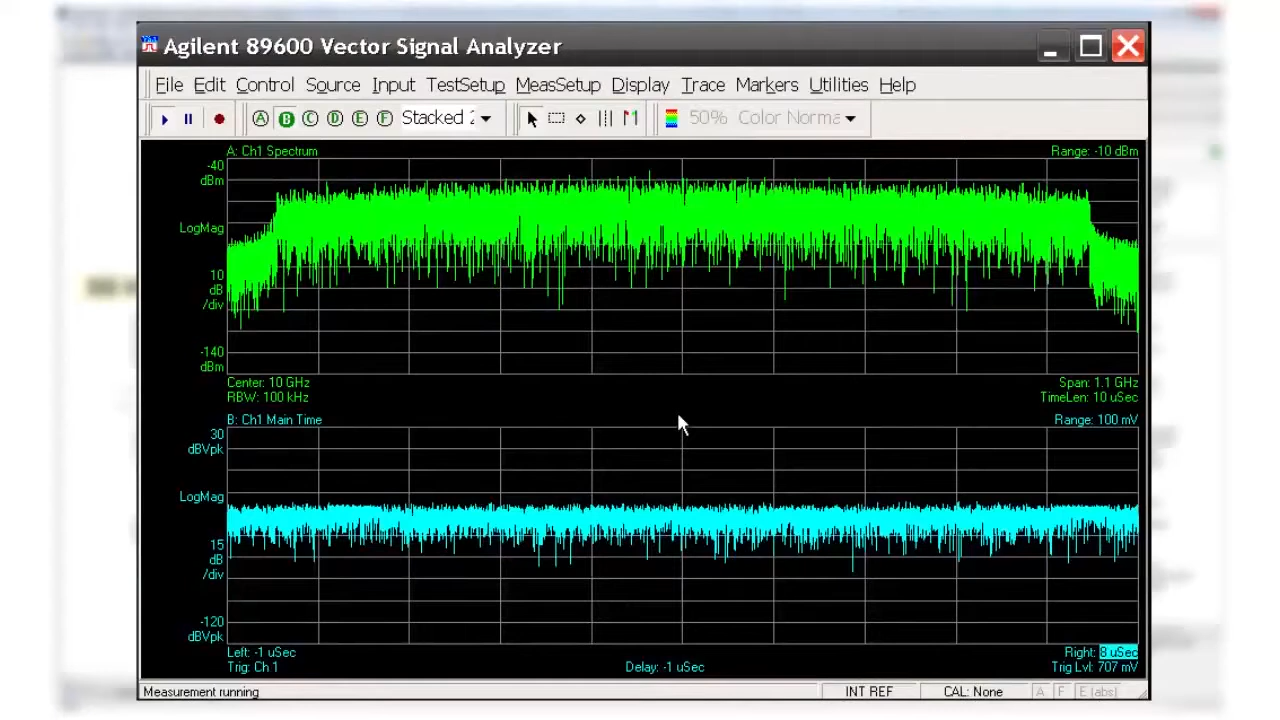 Agilent 89600 Vector Signal Analyzer
File Edit Control Source Input TestSetup MeasSetup Display Trace Markers Utilities Help
A B C D E F Stacked 2 50% Color Norma
A: Ch1 Spectrum Range: -10 dBm
-40
dBm
LogMag
10
dB
/div
-140
dBm
Center: 10 GHz Span: 1.1 GHz
RBW: 100 kHz TimeLen: 10 uSec
B: Ch1 Main Time Range: 100 mV
30
dBVpk
LogMag
15
dB
/div
-120
dBVpk
Left: -1 uSec Right: 8 uSec
Trig: Ch 1 Delay: -1 uSec Trig Lvl: 707 mV
Measurement running INT REF CAL: None A F E (abs)